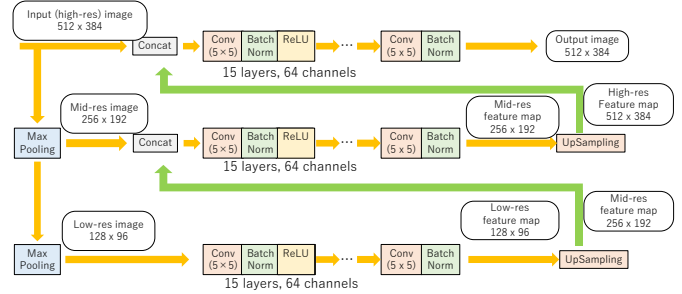 Input (high-res) image
512 x 384
Concat
Conv
(5×5)
Batch
Norm
ReLU
...
Conv
(5 x 5)
Batch
Norm
Output image
512 x 384
15 layers, 64 channels
Mid-res image
256 x 192
Mid-res
feature map
256 x 192
High-res
Feature map
512 x 384
Max
Pooling
Concat
Conv
(5×5)
Batch
Norm
ReLU
...
Conv
(5 x 5)
Batch
Norm
UpSampling
15 layers, 64 channels
Low-res image
128 x 96
Low-res
feature map
128 x 96
Mid-res
feature map
256 x 192
Max
Pooling
Conv
(5×5)
Batch
Norm
ReLU
...
Conv
(5 x 5)
Batch
Norm
UpSampling
15 layers, 64 channels